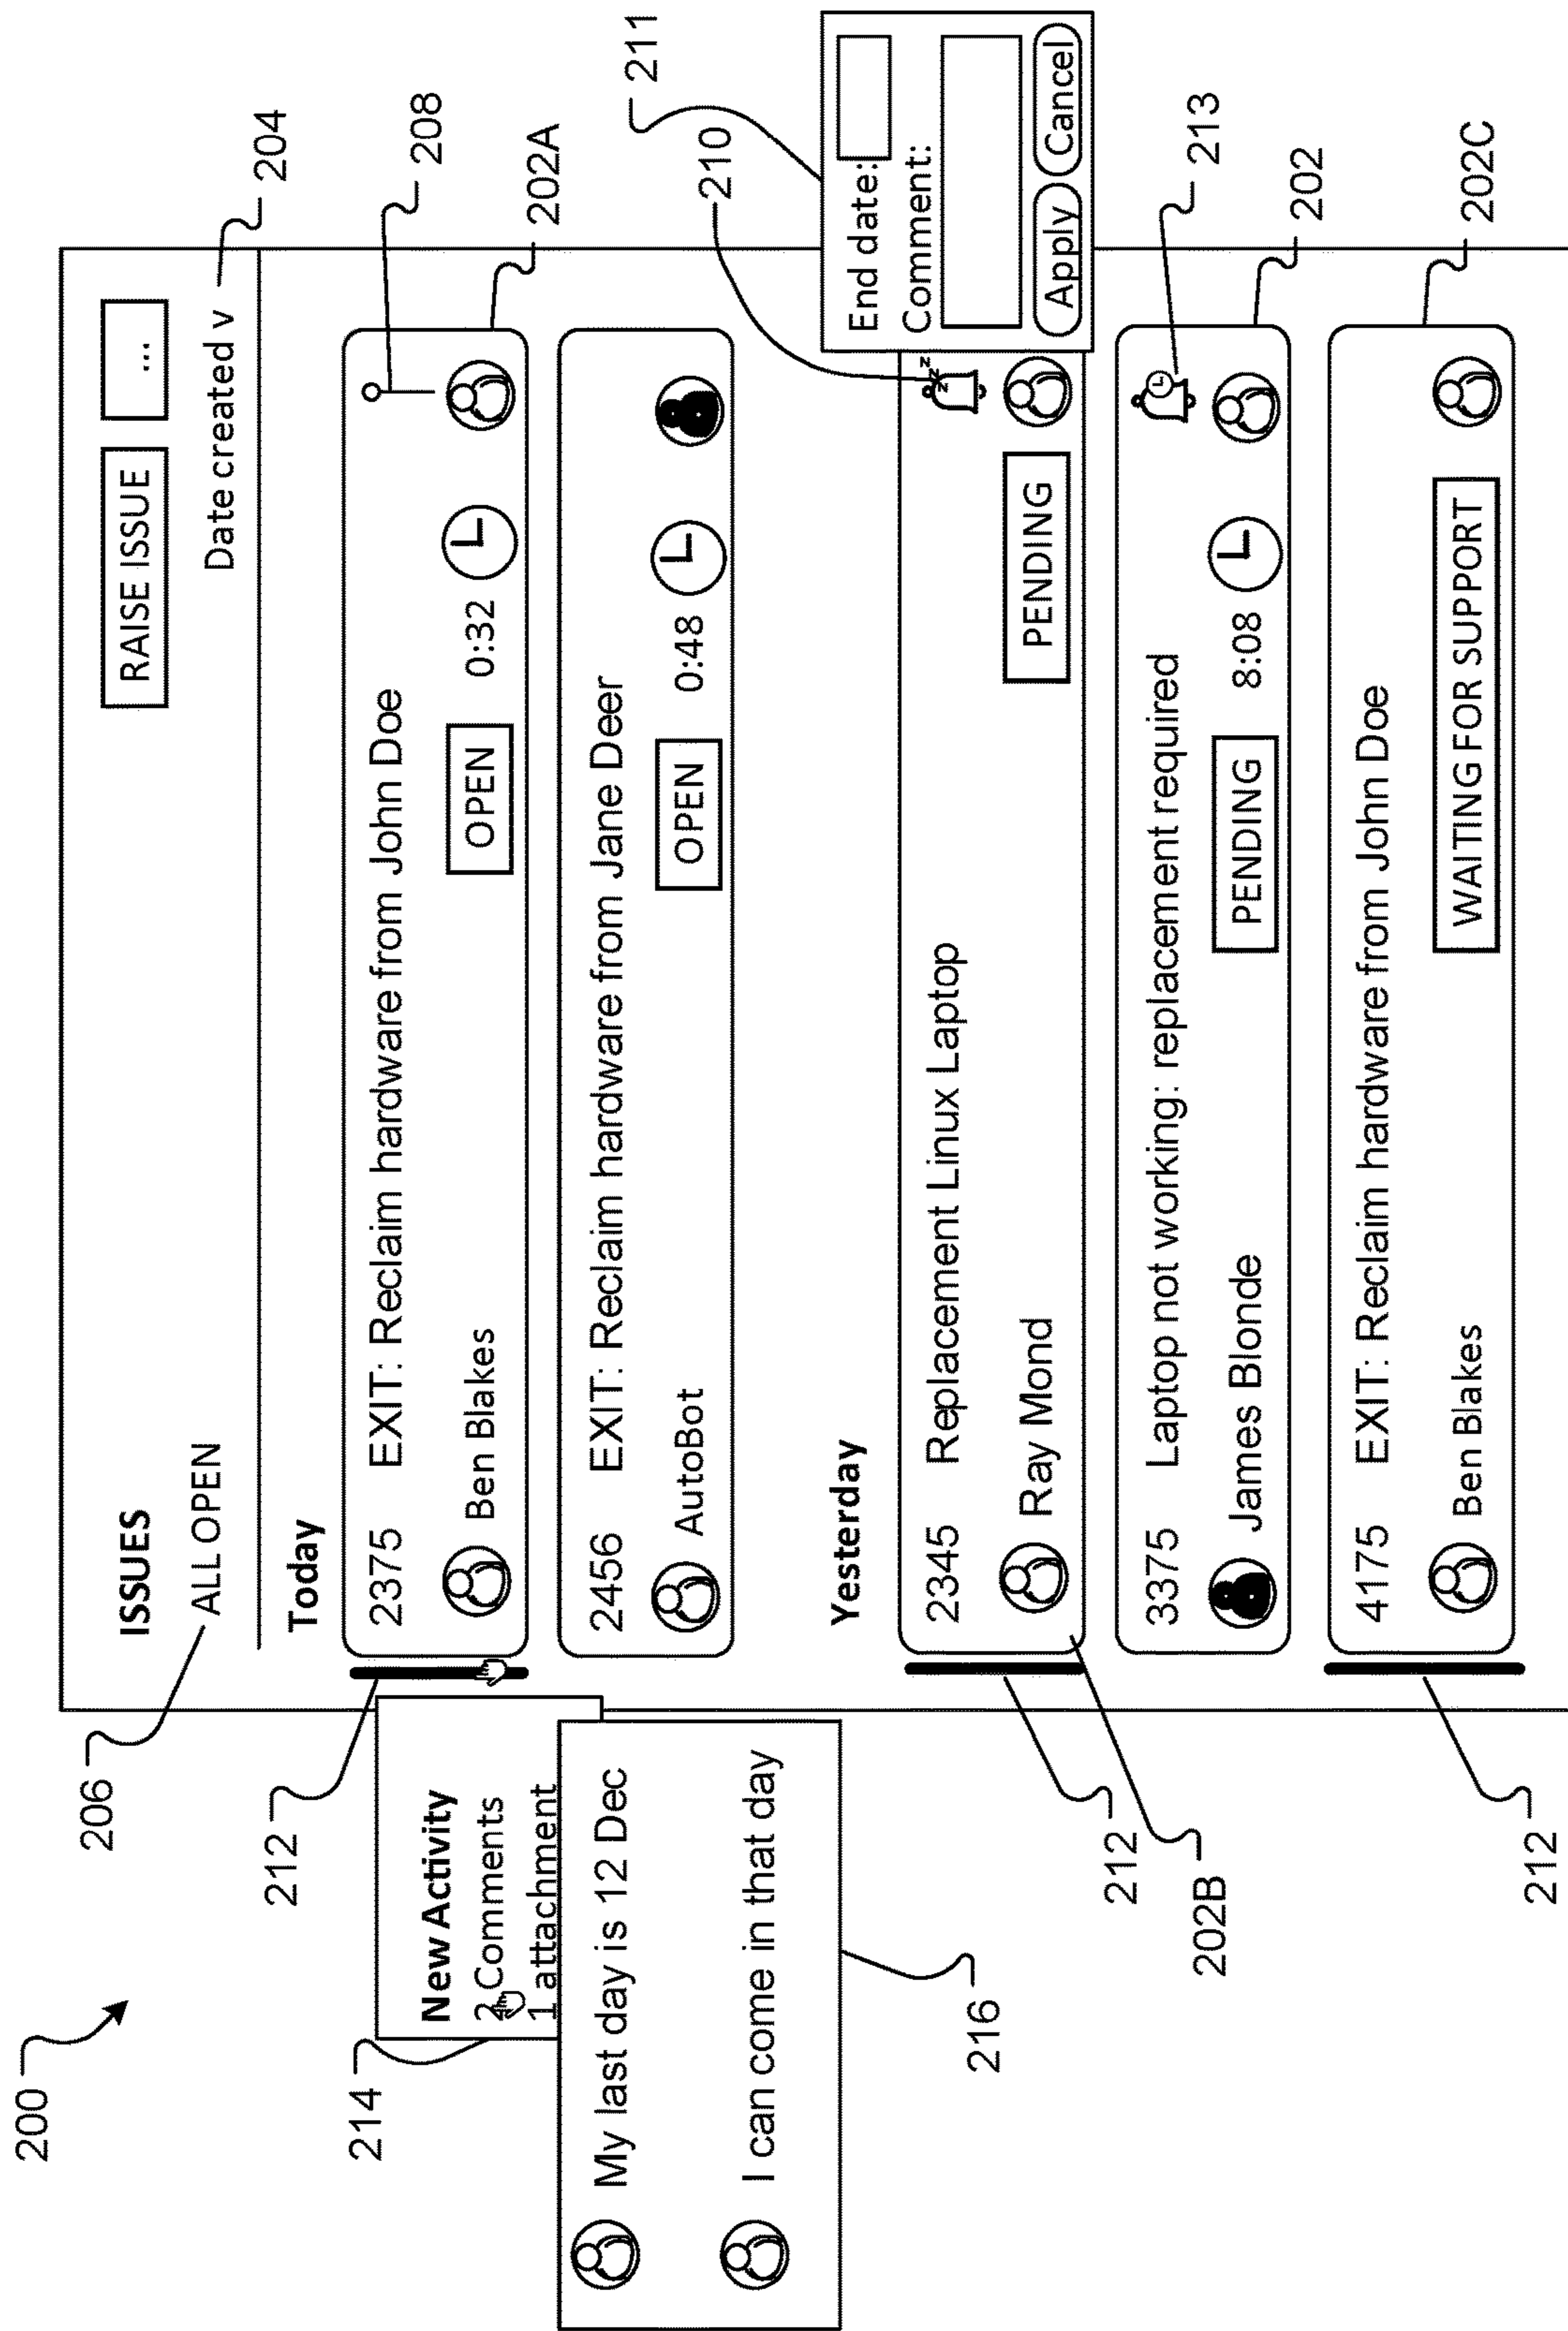 200
206
ISSUES
RAISE ISSUE
...
ALL OPEN
Date created v
204
Today
212
2375 EXIT: Reclaim hardware from John Doe
208
Ben Blakes
OPEN
0:32
202A
214
New Activity
2 Comments
1 attachment
2456 EXIT: Reclaim hardware from Jane Deer
AutoBot
OPEN
0:48
My last day is 12 Dec
I can come in that day
216
Yesterday
211
210
End date:
Comment:
Apply
Cancel
2345 Replacement Linux Laptop
zzz
Ray Mond
PENDING
212
202B
3375 Laptop not working: replacement required
213
James Blonde
PENDING
8:08
202
4175 EXIT: Reclaim hardware from John Doe
Ben Blakes
WAITING FOR SUPPORT
202C
212